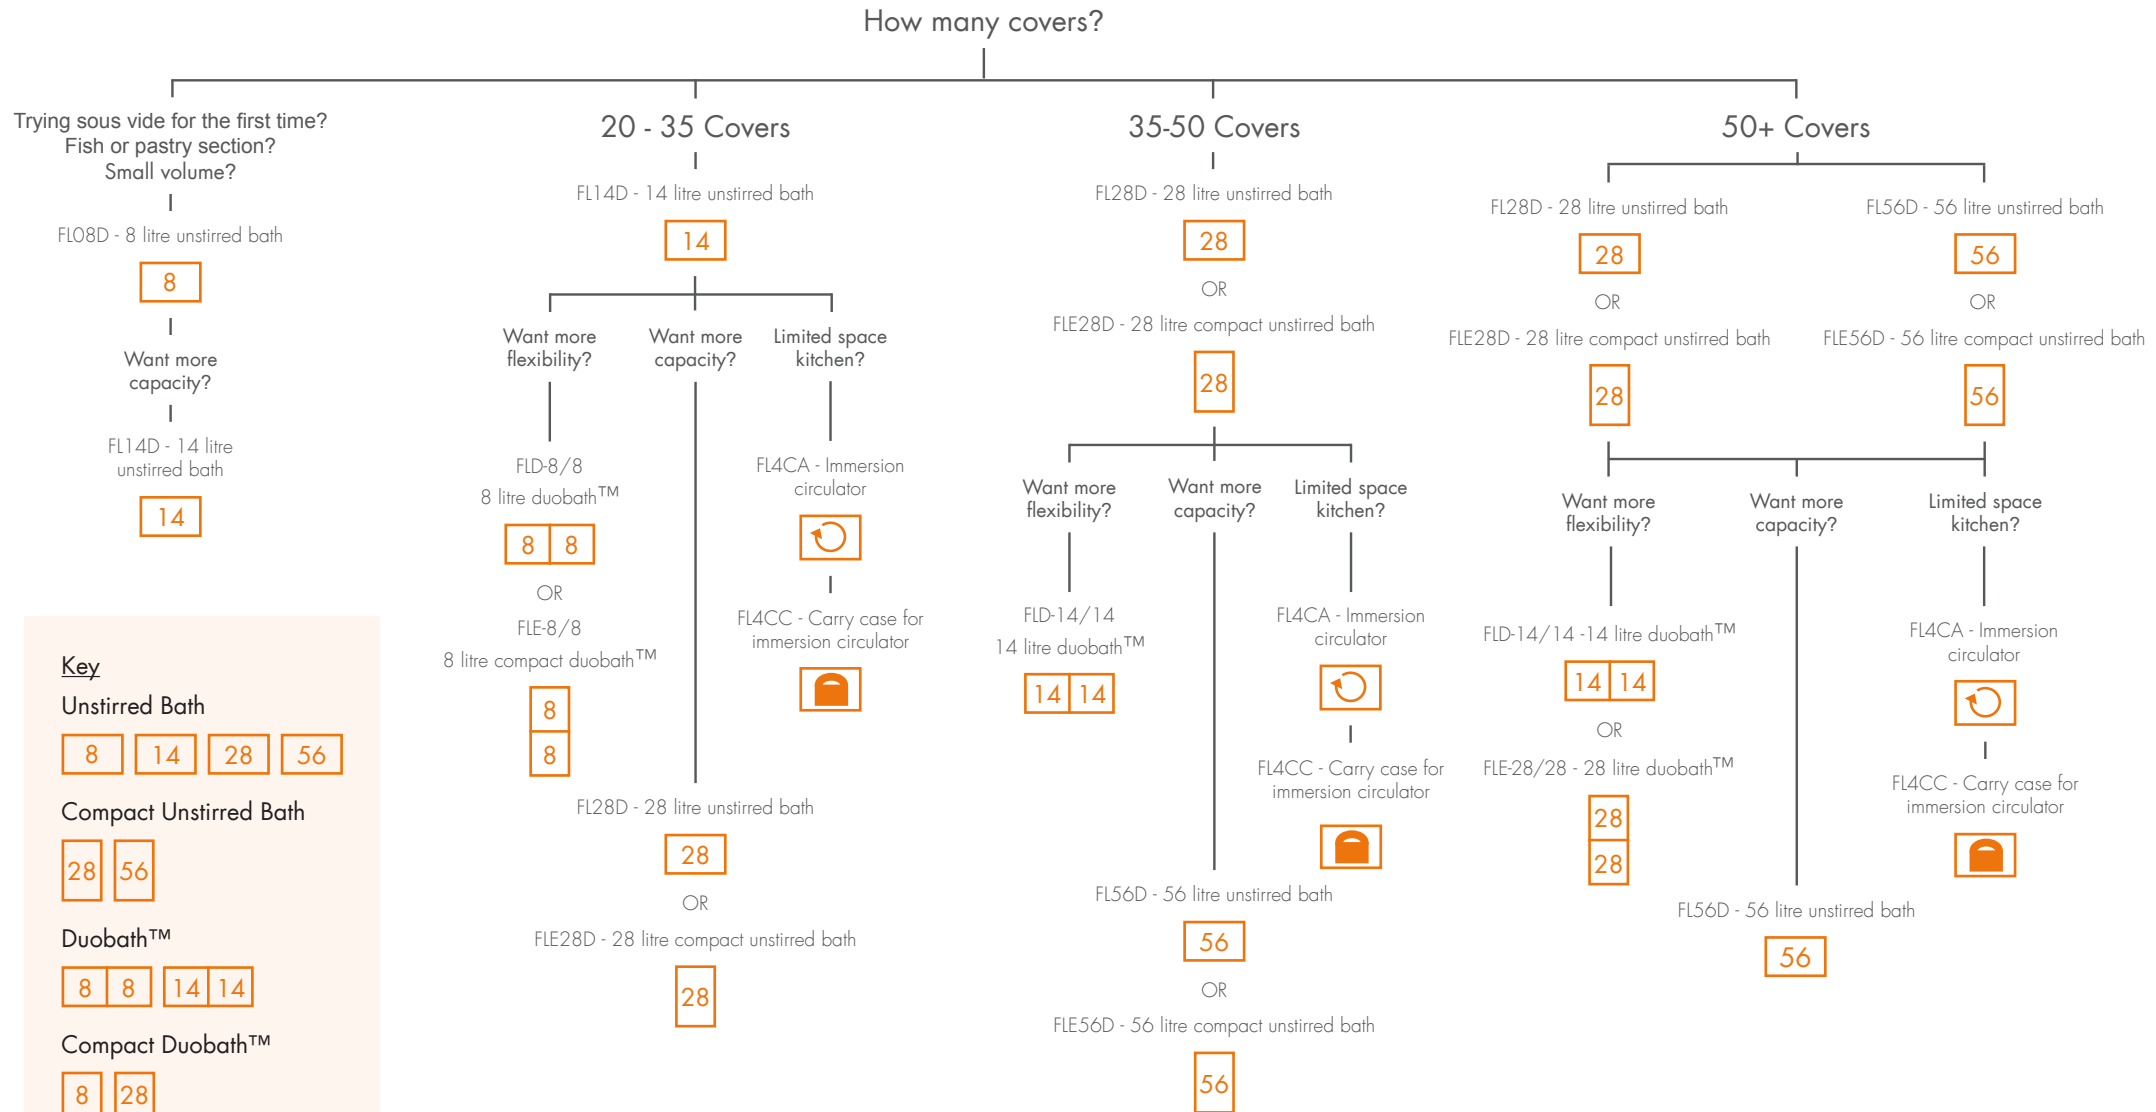 How many covers?
Trying sous vide for the first time?
Fish or pastry section?
Small volume?
FL08D - 8 litre unstirred bath
8
Want more
capacity?
FL14D - 14 litre
unstirred bath
14
20 - 35 Covers
FL14D - 14 litre unstirred bath
14
Want more
flexibility?
FLD-8/8
8 litre duobath™
8 8
OR
FLE-8/8
8 litre compact duobath™
8
8
Want more
capacity?
FL28D - 28 litre unstirred bath
28
OR
FLE28D - 28 litre compact unstirred bath
28
Limited space
kitchen?
FL4CA - Immersion
circulator
FL4CC - Carry case for
immersion circulator
35-50 Covers
FL28D - 28 litre unstirred bath
28
OR
FLE28D - 28 litre compact unstirred bath
28
Want more
flexibility?
FLD-14/14
14 litre duobath™
14 14
Want more
capacity?
FL56D - 56 litre unstirred bath
56
OR
FLE56D - 56 litre compact unstirred bath
56
Limited space
kitchen?
FL4CA - Immersion
circulator
FL4CC - Carry case for
immersion circulator
50+ Covers
FL28D - 28 litre unstirred bath
28
OR
FLE28D - 28 litre compact unstirred bath
28
FL56D - 56 litre unstirred bath
56
OR
FLE56D - 56 litre compact unstirred bath
56
Want more
flexibility?
FLD-14/14 -14 litre duobath™
14 14
OR
FLE-28/28 - 28 litre duobath™
28
28
Want more
capacity?
FL56D - 56 litre unstirred bath
56
Limited space
kitchen?
FL4CA - Immersion
circulator
FL4CC - Carry case for
immersion circulator
Key
Unstirred Bath
8 14 28 56
Compact Unstirred Bath
28 56
Duobath™
8 8 14 14
Compact Duobath™
8 28